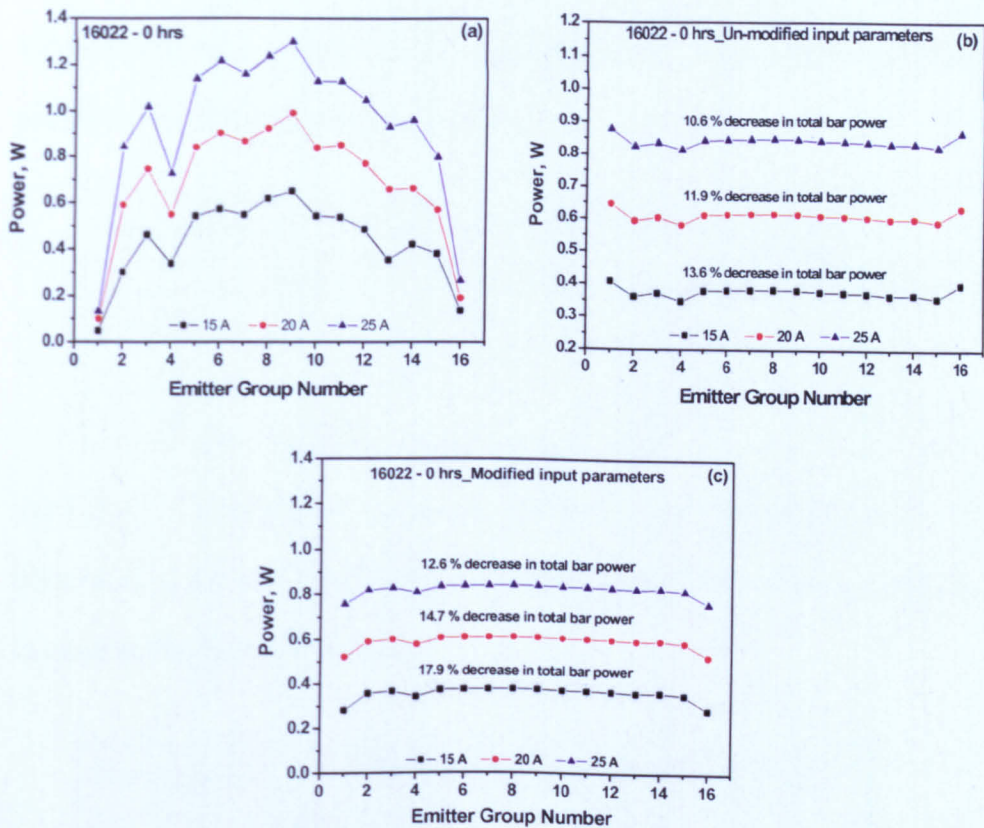 16022 - 0 hrs
(a)
Power, W
1.4
1.2
1.0
0.8
0.6
0.4
0.2
0.0
15 A
20 A
25 A
0 2 4 6 8 10 12 14 16
Emitter Group Number
16022 - 0 hrs_Un-modified input parameters
(b)
Power, W
1.2
1.1
1.0
0.9
0.8
0.7
0.6
0.5
0.4
0.3
0.2
10.6 % decrease in total bar power
11.9 % decrease in total bar power
13.6 % decrease in total bar power
15 A
20 A
25 A
0 2 4 6 8 10 12 14 16
Emitter Group Number
16022 - 0 hrs_Modified input parameters
(c)
Power, W
1.4
1.2
1.0
0.8
0.6
0.4
0.2
0.0
12.6 % decrease in total bar power
14.7 % decrease in total bar power
17.9 % decrease in total bar power
15 A
20 A
25 A
0 2 4 6 8 10 12 14 16
Emitter Group Number